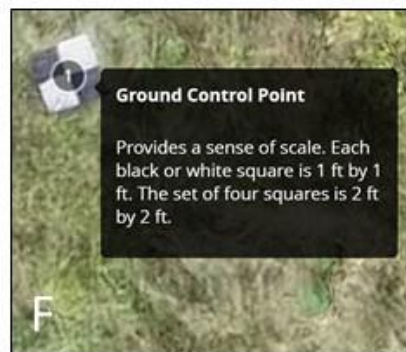 1
Ground Control Point
Provides a sense of scale. Each
black or white square is 1 ft by 1
ft. The set of four squares is 2 ft
by 2 ft.
F